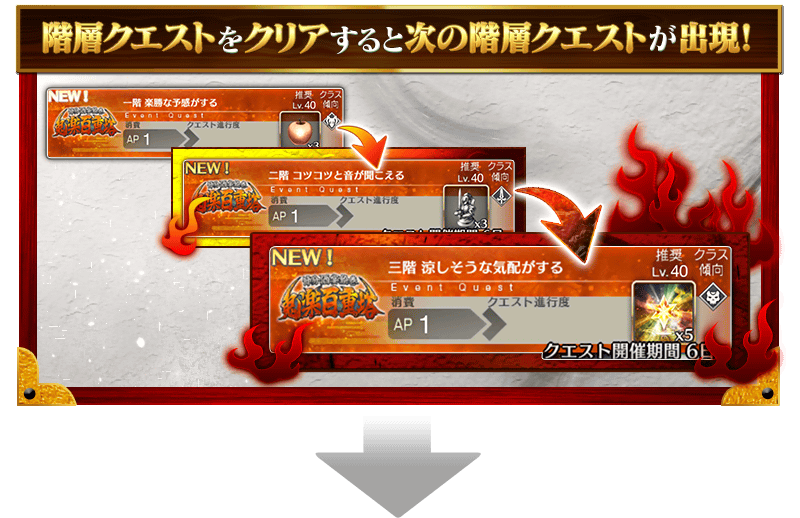 階層クエストをクリアすると次の階層クエストが出現！
NEW！
一階 楽勝な予感がする
Event Quest
推奨
Lv.40
クラス
傾向
消費
AP 1
クエスト進行度
x3
NEW！
二階 コツコツと音が聞こえる
Event Quest
推奨
Lv.40
クラス
傾向
消費
AP 1
クエスト進行度
x3
NEW！
三階 涼しそうな気配がする
Event Quest
推奨
Lv.40
クラス
傾向
消費
AP 1
クエスト進行度
x5
クエスト開催期間 6日